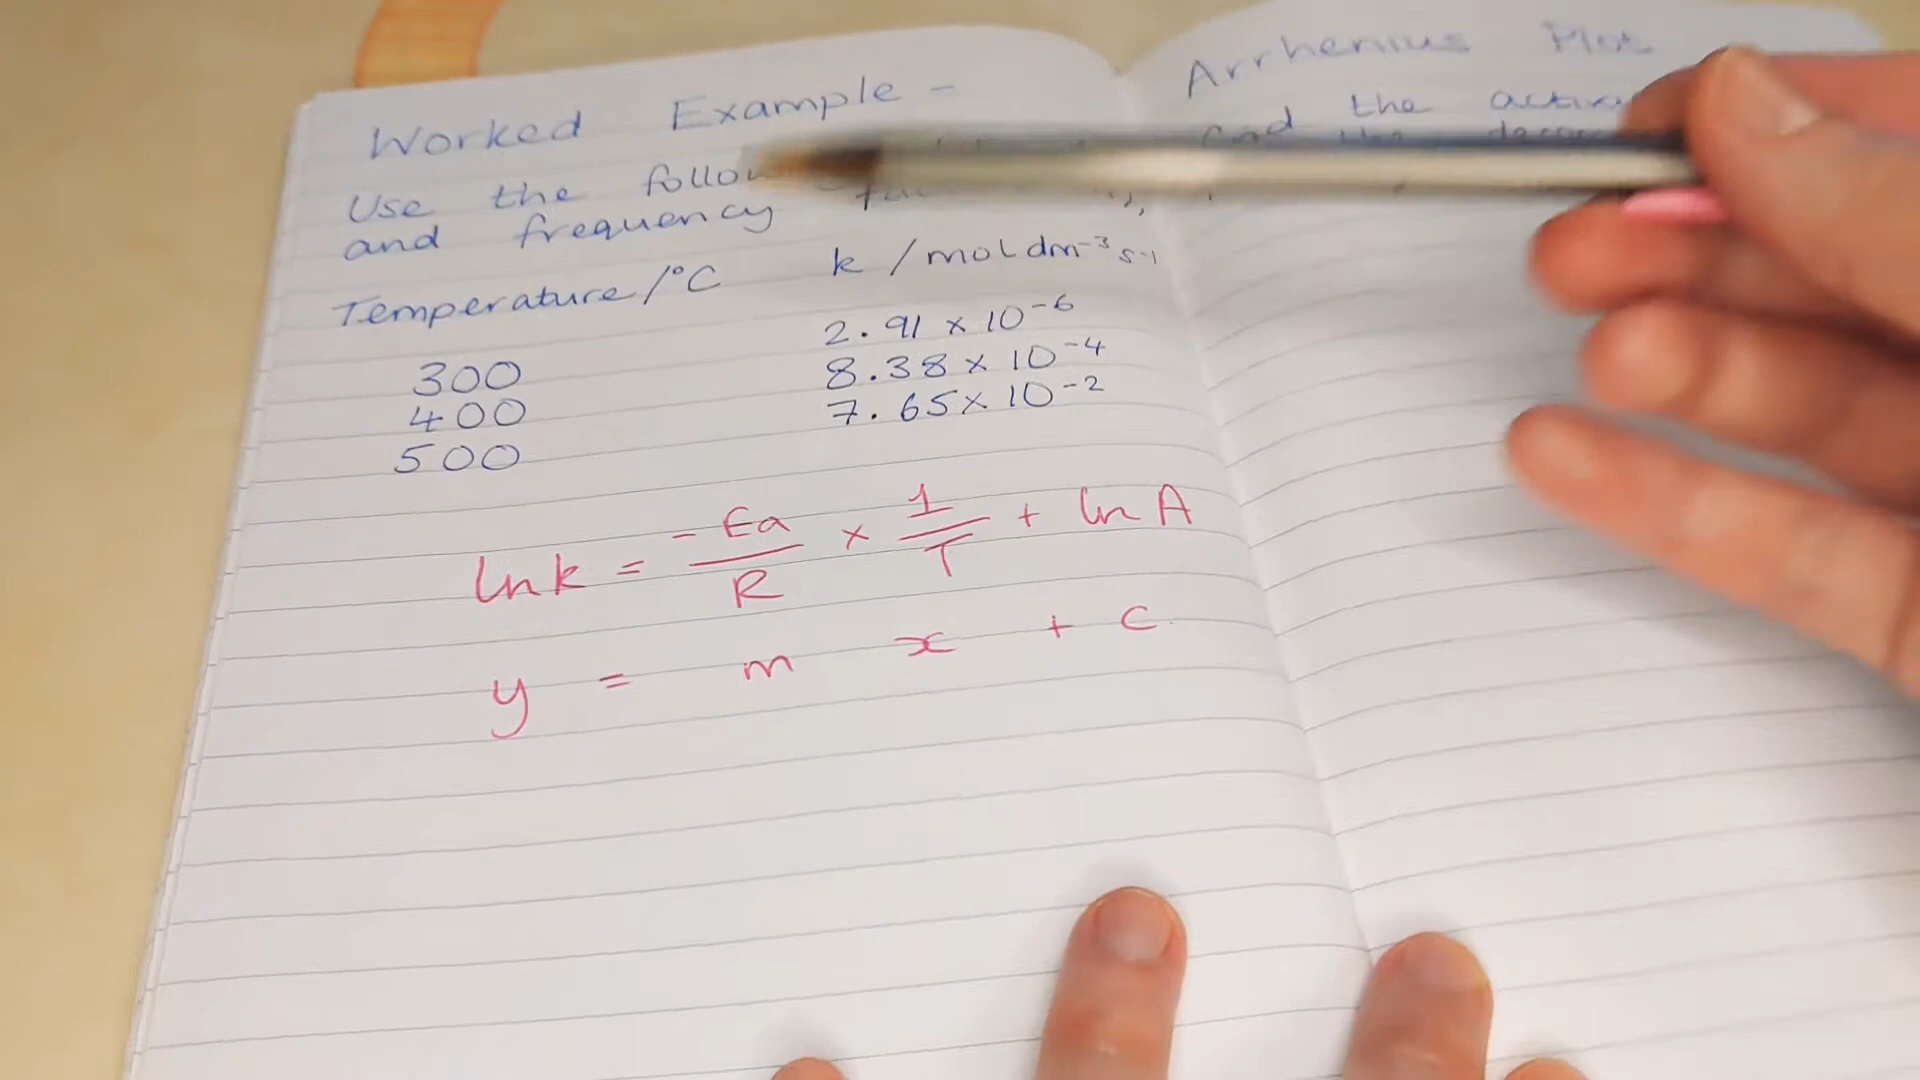 Worked Example - Arrhenius Plot
Use the find the
and frequency
Temperature/°C k / mol dm⁻³ s⁻¹
300 2.91 × 10⁻⁶
400 8.38 × 10⁻⁴
500 7.65 × 10⁻²
ln k = -Ea/R × 1/T + ln A
y = m x + c